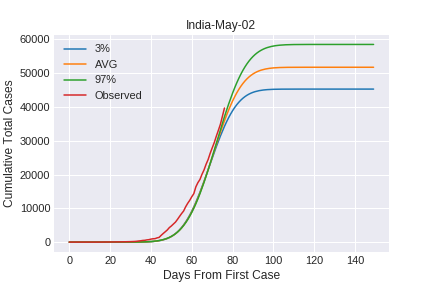 India-May-02
Cumulative Total Cases
60000
50000
40000
30000
20000
10000
0
3%
AVG
97%
Observed
0 20 40 60 80 100 120 140
Days From First Case